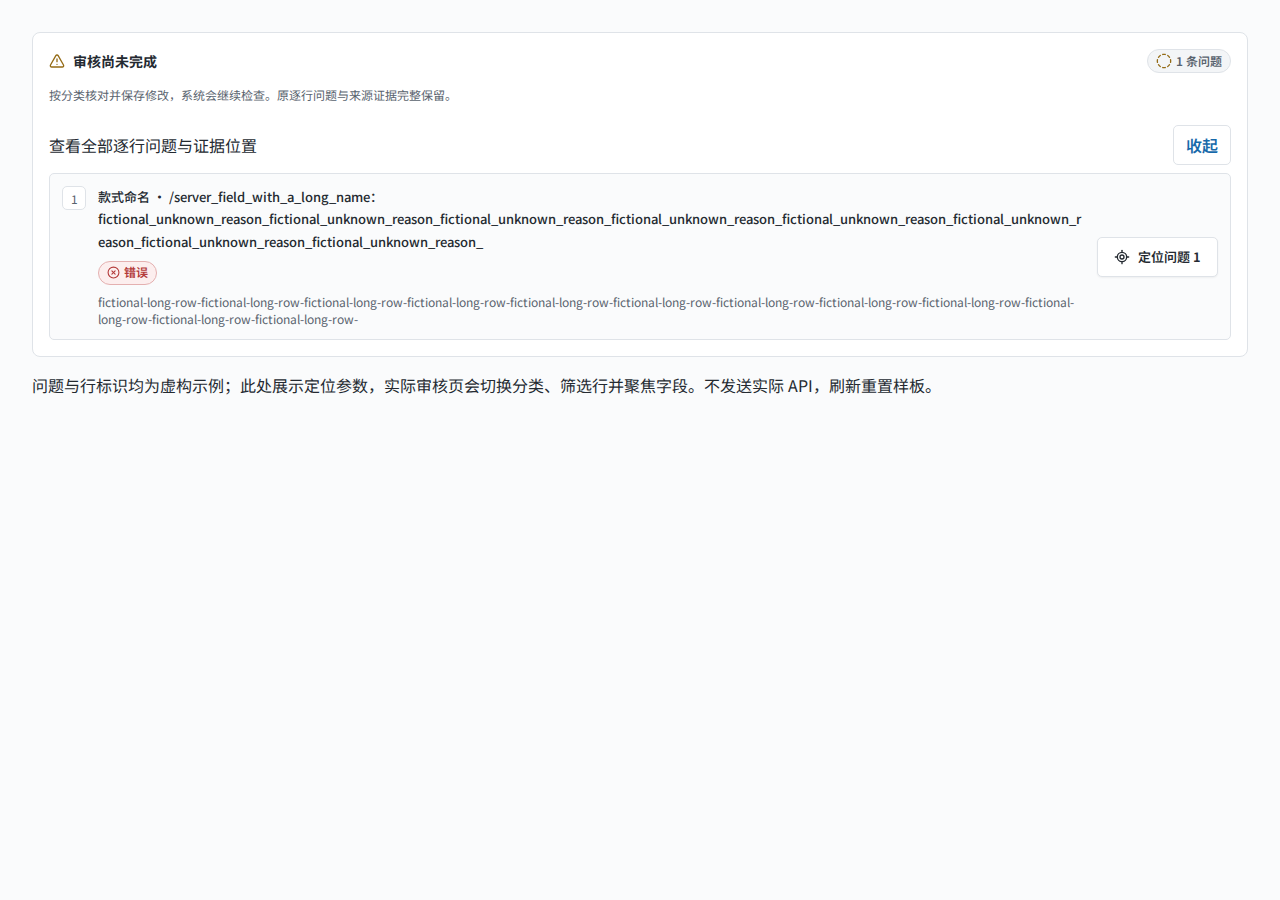 审核尚未完成
1 条问题
按分类核对并保存修改，系统会继续检查。原逐行问题与来源证据完整保留。
查看全部逐行问题与证据位置
收起
1
款式命名 · /server_field_with_a_long_name：
fictional_unknown_reason_fictional_unknown_reason_fictional_unknown_reason_fictional_unknown_reason_fictional_unknown_reason_fictional_unknown_r
eason_fictional_unknown_reason_fictional_unknown_reason_
定位问题 1
错误
fictional-long-row-fictional-long-row-fictional-long-row-fictional-long-row-fictional-long-row-fictional-long-row-fictional-long-row-fictional-long-row-fictional-long-row-fictional-
long-row-fictional-long-row-fictional-long-row-
问题与行标识均为虚构示例；此处展示定位参数，实际审核页会切换分类、筛选行并聚焦字段。不发送实际 API，刷新重置样板。